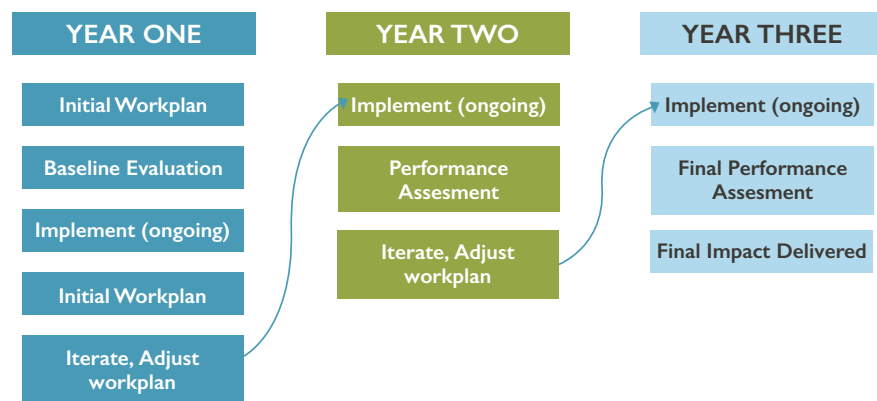 YEAR ONE
Initial Workplan
Baseline Evaluation
Implement (ongoing)
Initial Workplan
Iterate, Adjust
workplan
YEAR TWO
Implement (ongoing)
Performance
Assesment
Iterate, Adjust
workplan
YEAR THREE
Implement (ongoing)
Final Performance
Assesment
Final Impact Delivered